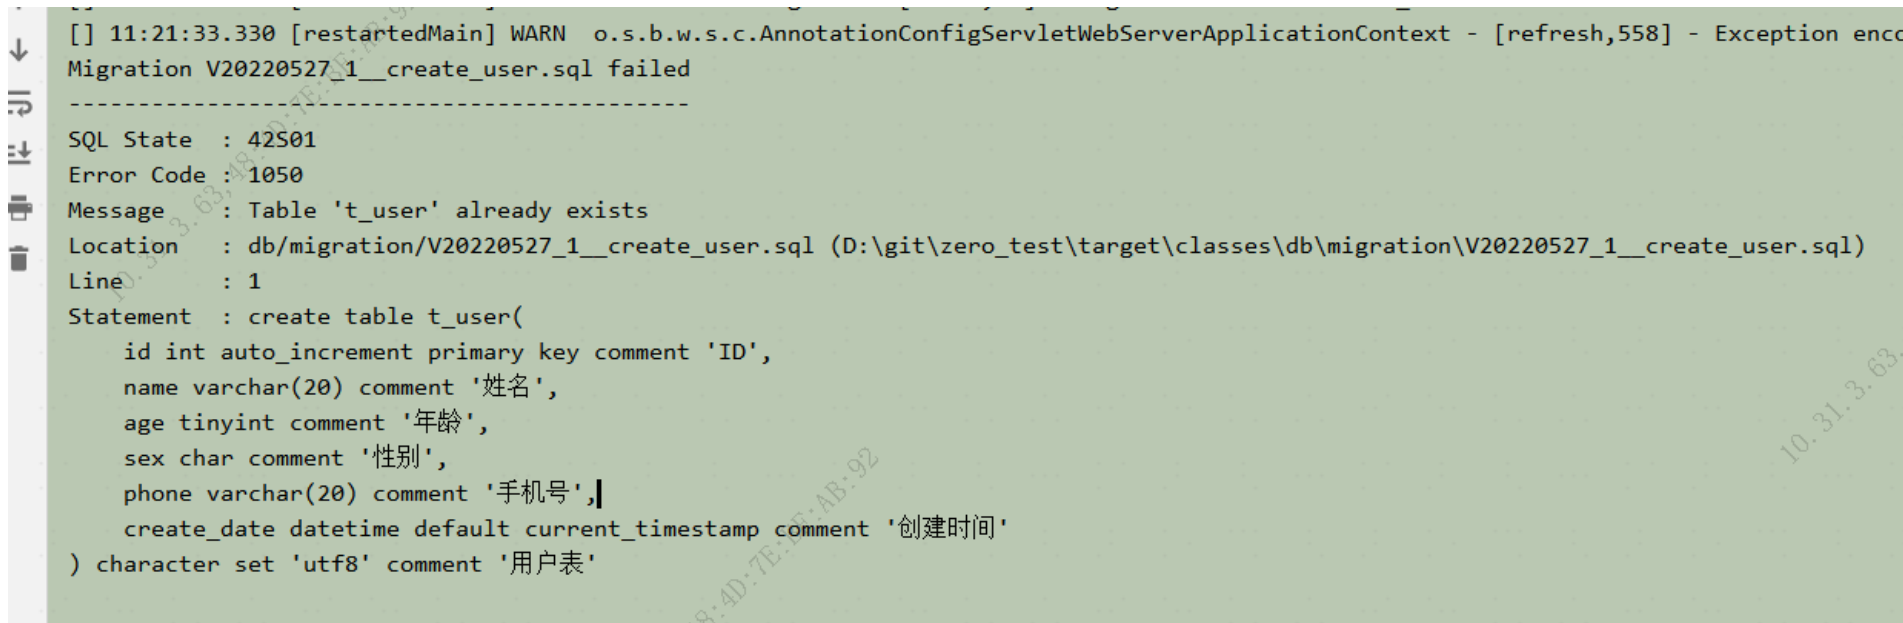 [] 11:21:33.330 [restartedMain] WARN  o.s.b.w.s.c.AnnotationConfigServletWebServerApplicationContext - [refresh,558] - Exception enco
Migration V20220527_1__create_user.sql failed
---------------------------------------------
SQL State  : 42S01
Error Code : 1050
Message    : Table 't_user' already exists
Location   : db/migration/V20220527_1__create_user.sql (D:\git\zero_test\target\classes\db\migration\V20220527_1__create_user.sql)
Line       : 1
Statement  : create table t_user(
    id int auto_increment primary key comment 'ID',
    name varchar(20) comment '姓名',
    age tinyint comment '年龄',
    sex char comment '性别',
    phone varchar(20) comment '手机号',
    create_date datetime default current_timestamp comment '创建时间'
) character set 'utf8' comment '用户表'
10.31.3.63,